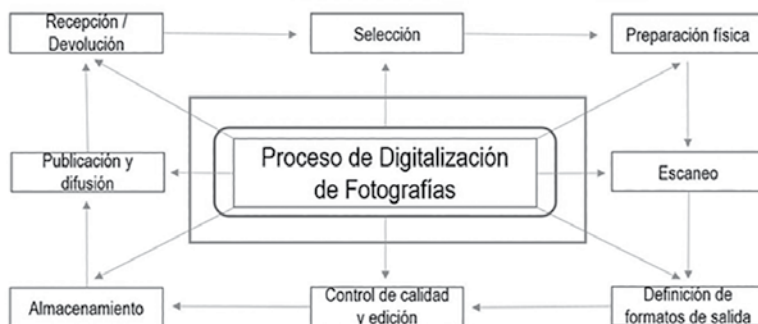 Recepción /
Devolución
Selección
Preparación física
Publicación y
difusión
Proceso de Digitalización
de Fotografías
Escaneo
Almacenamiento
Control de calidad
y edición
Definición de
formatos de salida